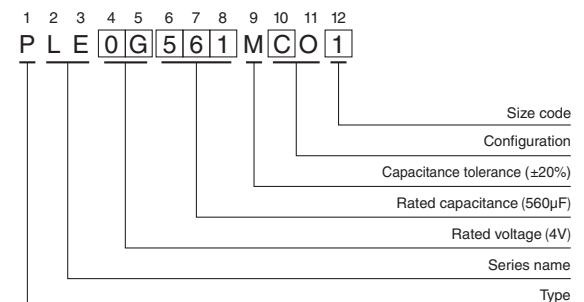 1 2 3 4 5 6 7 8 9 10 11 12
P L E 0 G 5 6 1 M C O 1
Size code
Configuration
Capacitance tolerance (±20%)
Rated capacitance (560µF)
Rated voltage (4V)
Series name
Type